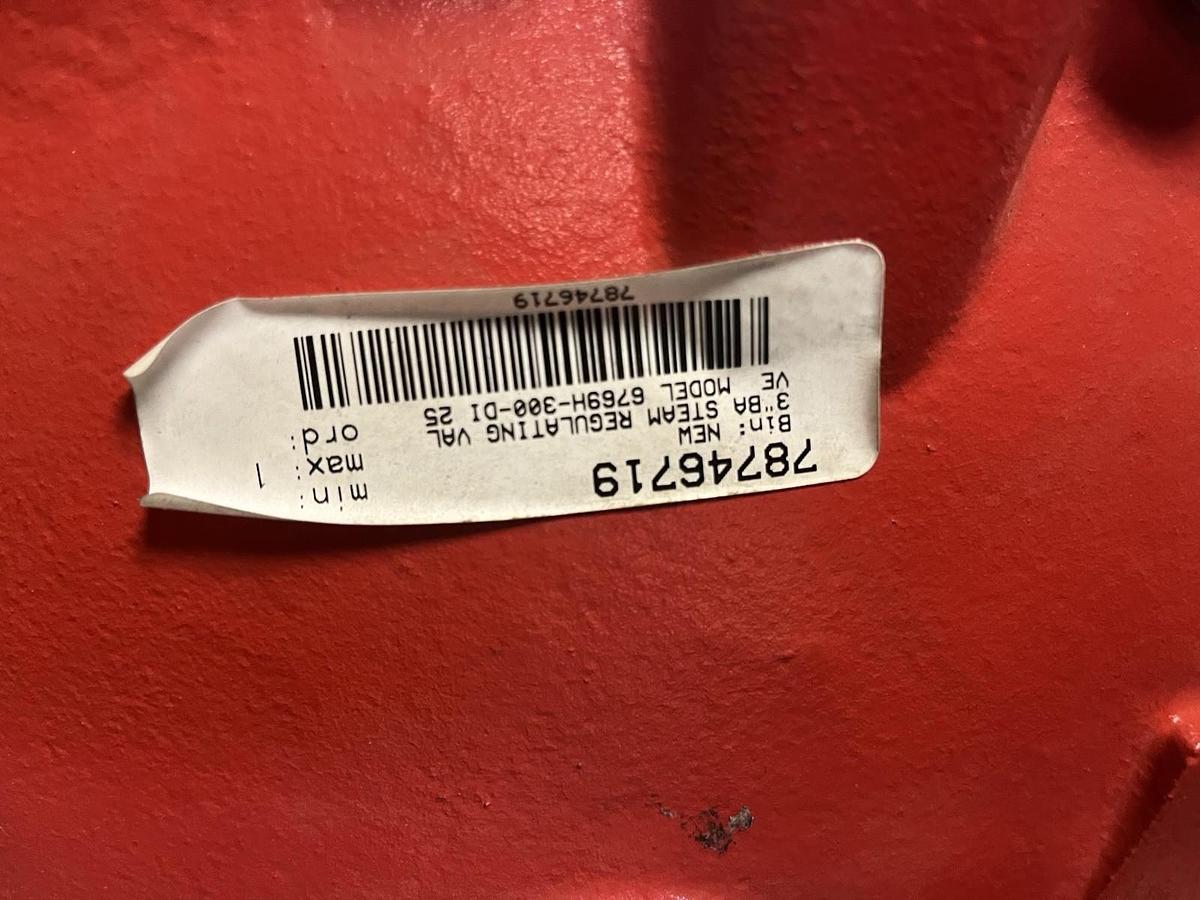 78746719
Bin: NEW
3"BA STEAM REGULATING VAL
VE MODEL 6769H-300-DI 25
min:
max: 1
ord:
78746719